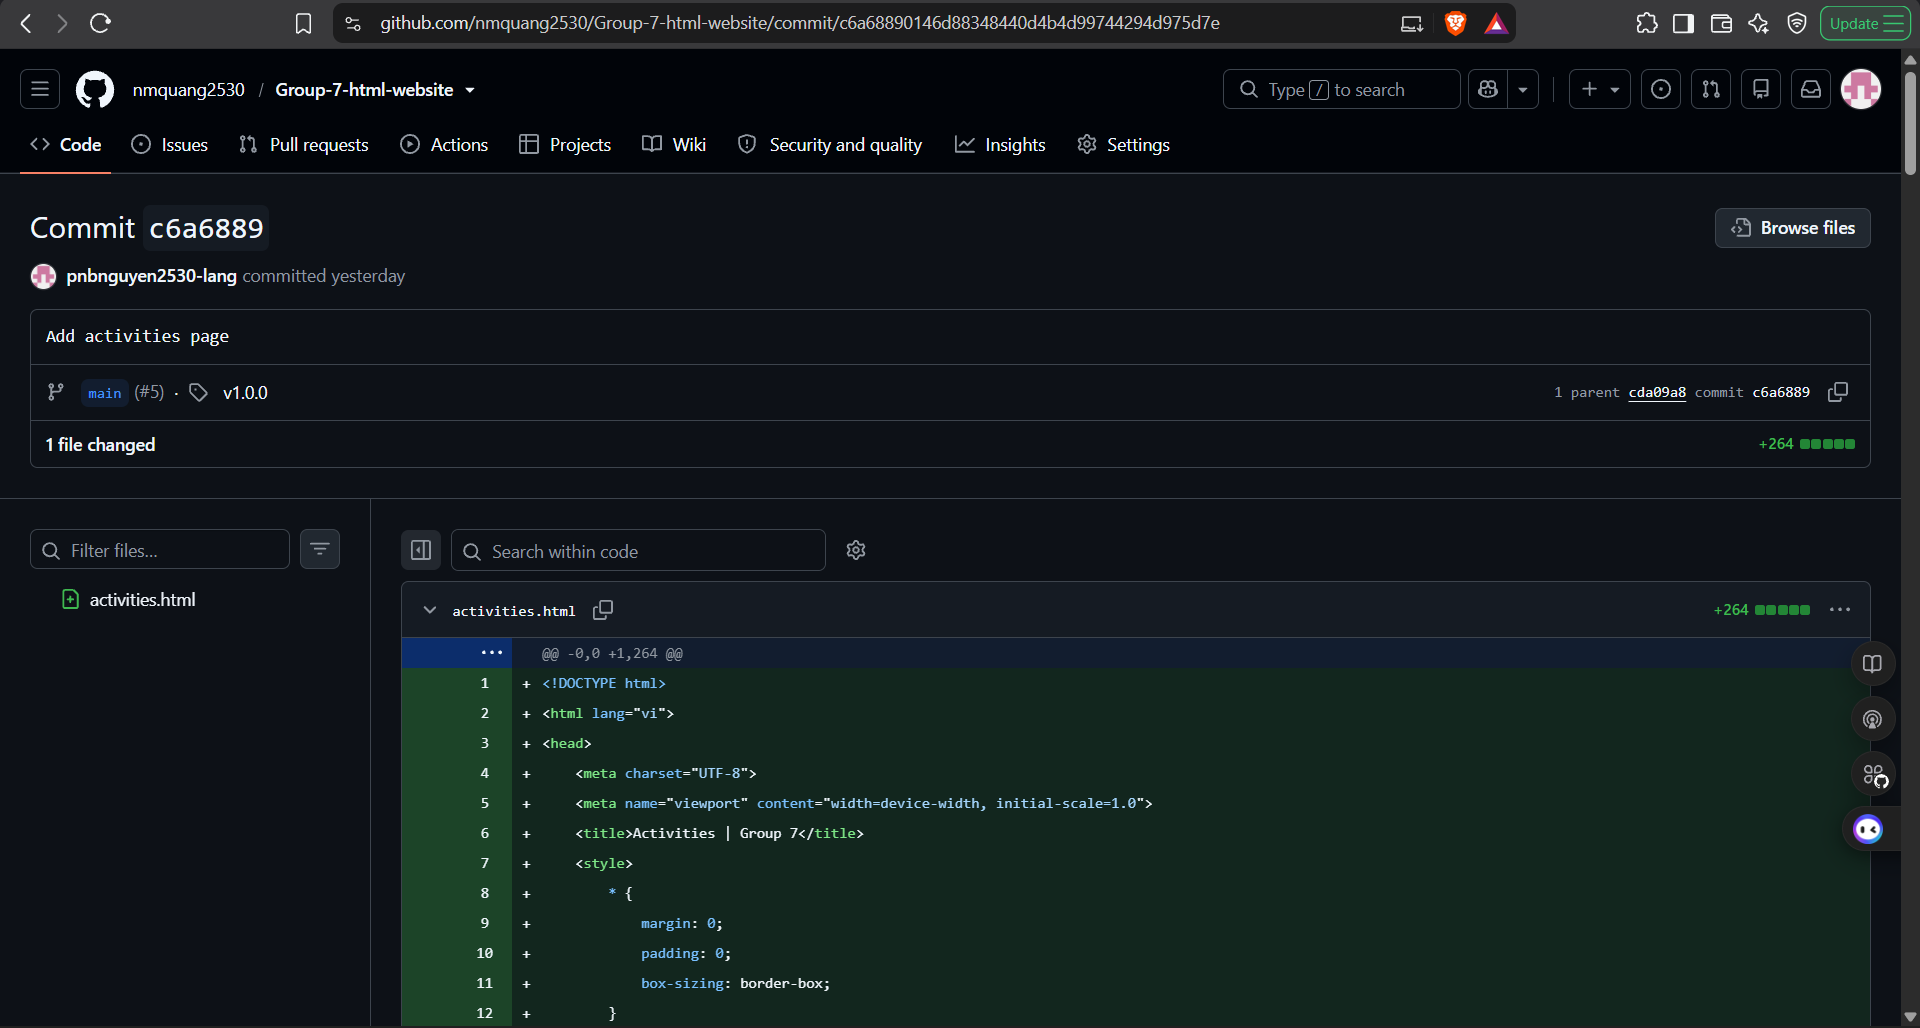 github.com/nmquang2530/Group-7-html-website/commit/c6a68890146d88348440d4b4d99744294d975d7e
Update
nmquang2530 / Group-7-html-website
Type / to search
Code Issues Pull requests Actions Projects Wiki Security and quality Insights Settings
Commit c6a6889
Browse files
pnbnguyen2530-lang committed yesterday
Add activities page
main (#5) · v1.0.0
1 parent cda09a8 commit c6a6889
1 file changed
+264
Filter files...
Search within code
activities.html
activities.html
+264
@@ -0,0 +1,264 @@
1 + <!DOCTYPE html>
2 + <html lang="vi">
3 + <head>
4 + <meta charset="UTF-8">
5 + <meta name="viewport" content="width=device-width, initial-scale=1.0">
6 + <title>Activities | Group 7</title>
7 + <style>
8 + * {
9 + margin: 0;
10 + padding: 0;
11 + box-sizing: border-box;
12 + }